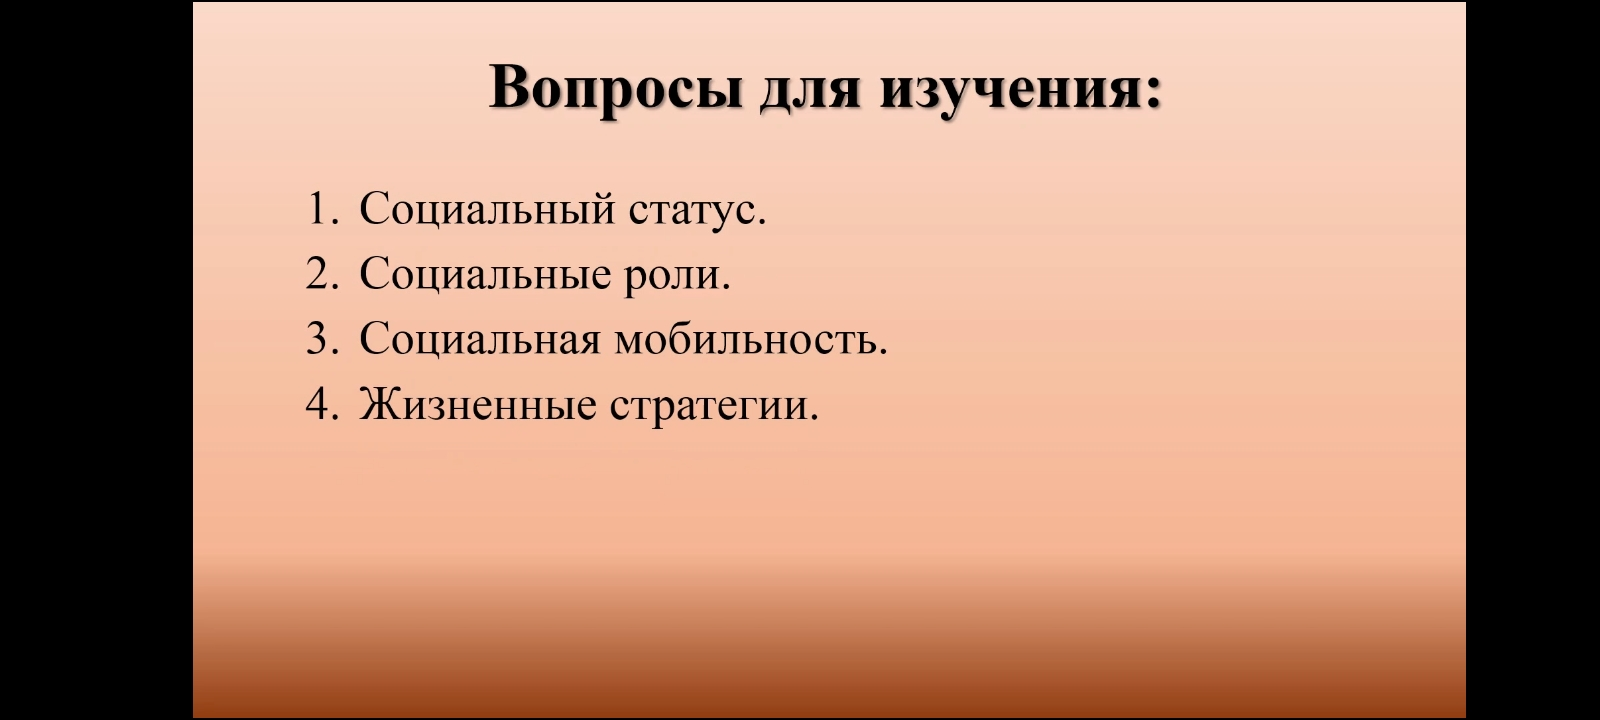 Вопросы для изучения:
1. Социальный статус.
2. Социальные роли.
3. Социальная мобильность.
4. Жизненные стратегии.